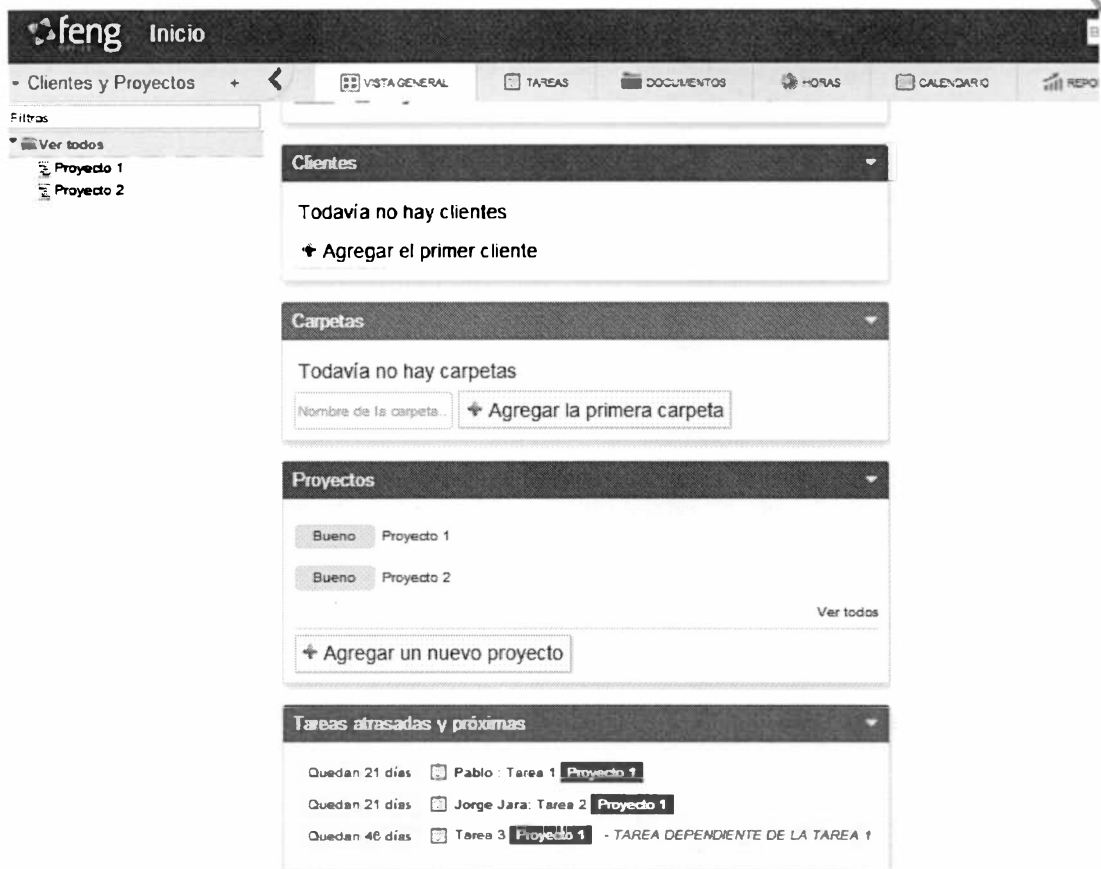 feng Inicio
Clientes y Proyectos + VISTA GENERAL TAREAS DOCUMENTOS HORAS CALENDARIO REPO
Filtros
Ver todos
Proyecto 1
Proyecto 2
Clientes
Todavía no hay clientes
+ Agregar el primer cliente
Carpetas
Todavía no hay carpetas
Nombre de la carpeta.. + Agregar la primera carpeta
Proyectos
Bueno Proyecto 1
Bueno Proyecto 2
Ver todos
+ Agregar un nuevo proyecto
Tareas atrasadas y próximas
Quedan 21 días Pablo : Tarea 1 Proyecto 1
Quedan 21 días Jorge Jara: Tarea 2 Proyecto 1
Quedan 46 días Tarea 3 Proyecto 1 - TAREA DEPENDIENTE DE LA TAREA 1